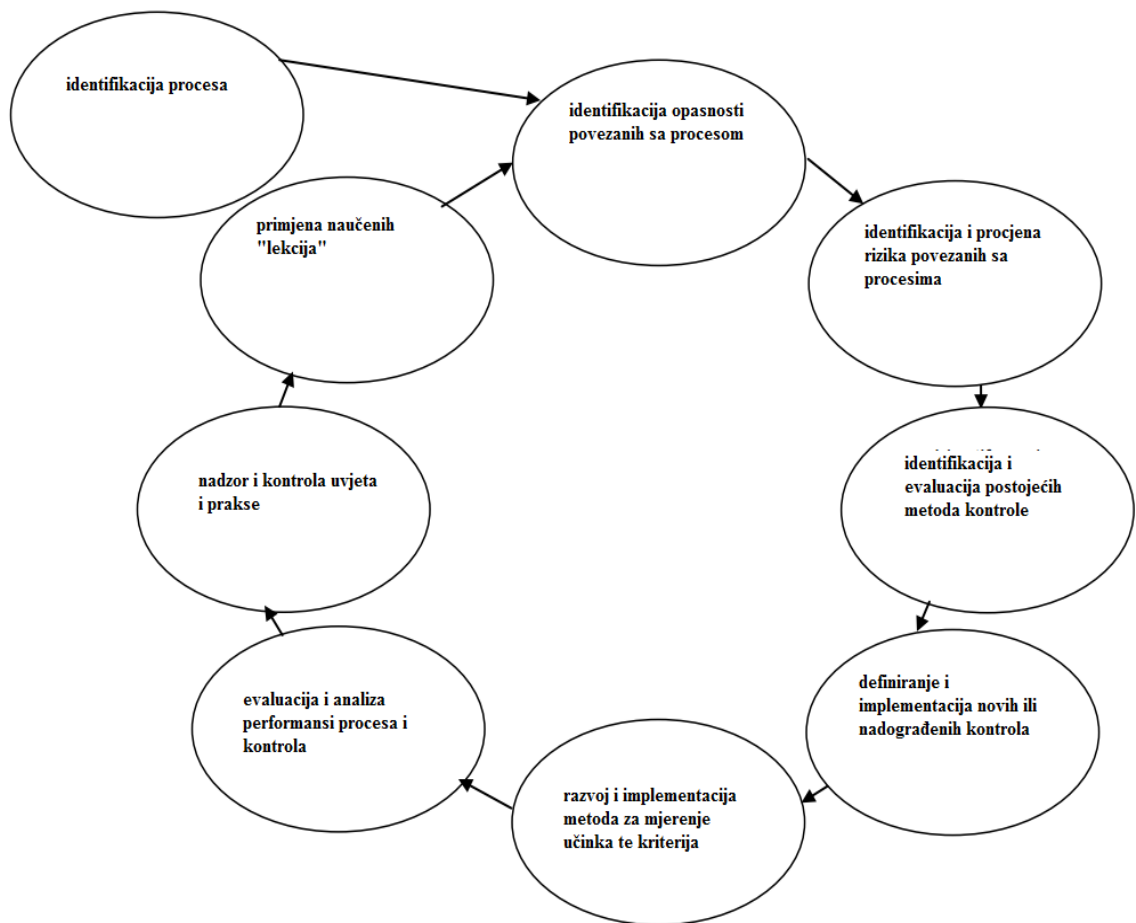 identifikacija procesa
identifikacija opasnosti
povezanih sa procesom
identifikacija i procjena
rizika povezanih sa
procesima
identifikacija i
evaluacija postojećih
metoda kontrole
definiranje i
implementacija novih ili
nadograđenih kontrola
razvoj i implementacija
metoda za mjerenje
učinka te kriterija
evaluacija i analiza
performansi procesa i
kontrola
nadzor i kontrola uvjeta
i prakse
primjena naučenih
"lekcija"